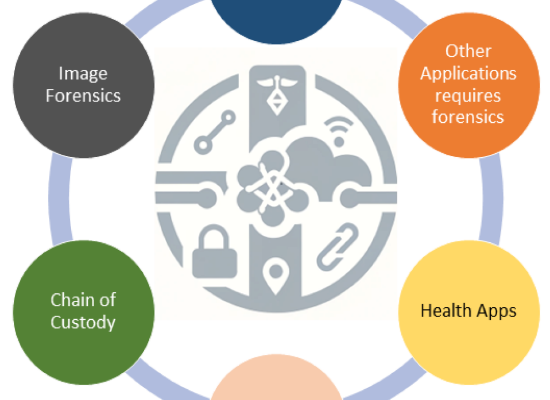 Image
Forensics
Other
Applications
requires
forensics
Chain of
Custody
Health Apps